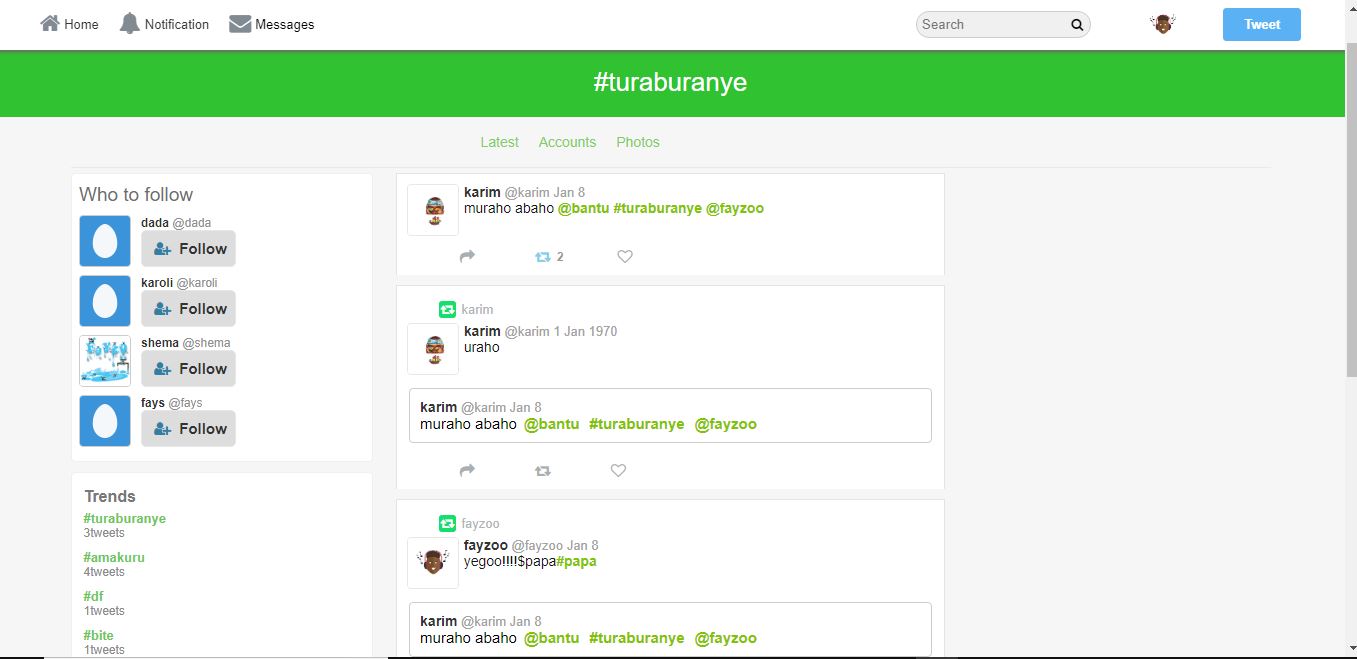 Home Notification Messages Search Tweet
#turaburanye
Latest Accounts Photos
Who to follow
dada @dada
Follow
karoli @karoli
Follow
shema @shema
Follow
fays @fays
Follow
Trends
#turaburanye
3tweets
#amakuru
4tweets
#df
1tweets
#bite
1tweets
karim @karim Jan 8
muraho abaho @bantu #turaburanye @fayzoo
2
karim
karim @karim 1 Jan 1970
uraho
karim @karim Jan 8
muraho abaho @bantu #turaburanye @fayzoo
fayzoo
fayzoo @fayzoo Jan 8
yegoo!!!!$papa#papa
karim @karim Jan 8
muraho abaho @bantu #turaburanye @fayzoo